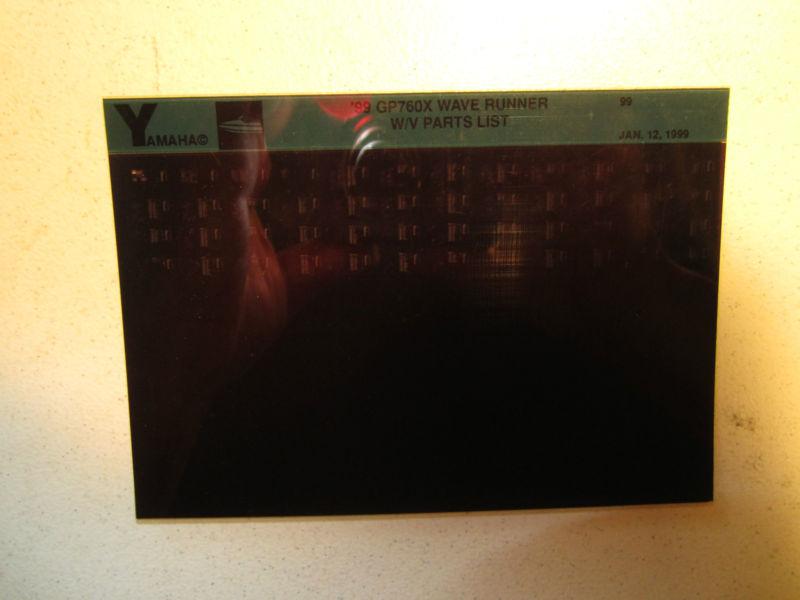 YAMAHA©
'99 GP760X WAVE RUNNER
W/V PARTS LIST
99
JAN. 12, 1999